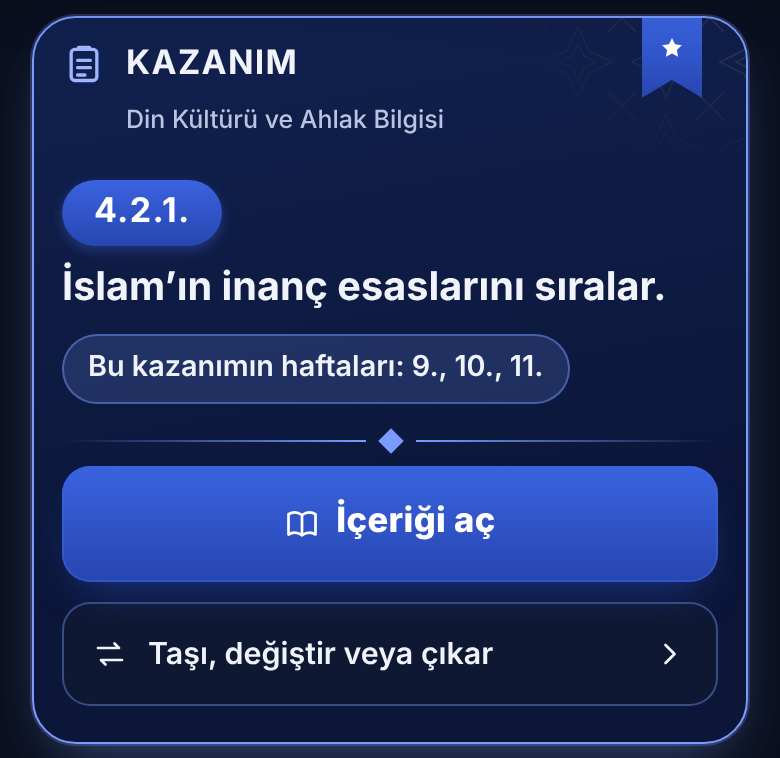 KAZANIM
Din Kültürü ve Ahlak Bilgisi
4.2.1.
İslam’ın inanç esaslarını sıralar.
Bu kazanımın haftaları: 9., 10., 11.
İçeriği aç
Taşı, değiştir veya çıkar